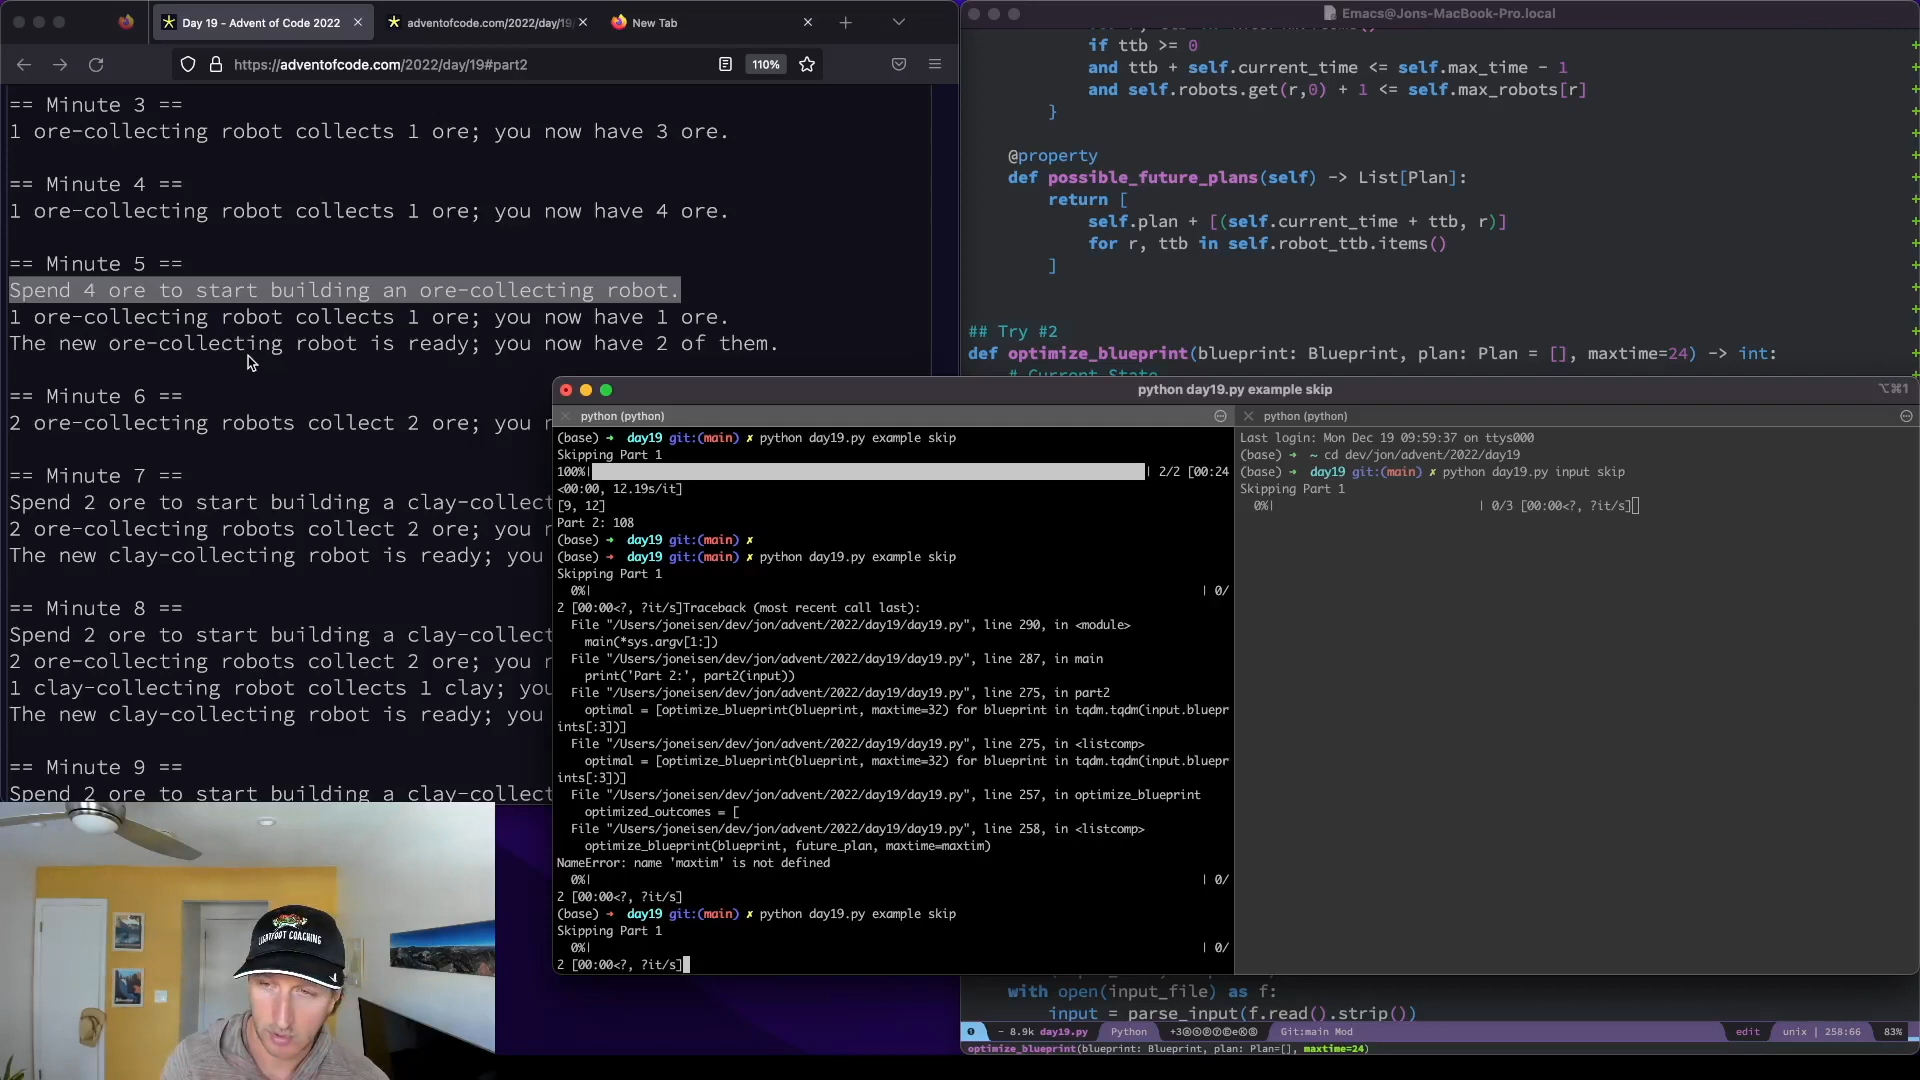 Day 19 - Advent of Code 2022
adventofcode.com/2022/day/19
New Tab
https://adventofcode.com/2022/day/19#part2
110%
== Minute 3 ==
1 ore-collecting robot collects 1 ore; you now have 3 ore.
== Minute 4 ==
1 ore-collecting robot collects 1 ore; you now have 4 ore.
== Minute 5 ==
Spend 4 ore to start building an ore-collecting robot.
1 ore-collecting robot collects 1 ore; you now have 1 ore.
The new ore-collecting robot is ready; you now have 2 of them.
== Minute 6 ==
2 ore-collecting robots collect 2 ore; you n
== Minute 7 ==
Spend 2 ore to start building a clay-collect
2 ore-collecting robots collect 2 ore; you n
The new clay-collecting robot is ready; you
== Minute 8 ==
Spend 2 ore to start building a clay-collect
2 ore-collecting robots collect 2 ore; you n
1 clay-collecting robot collects 1 clay; you
The new clay-collecting robot is ready; you
== Minute 9 ==
Spend 2 ore to start building a clay-collect
LIGHTFOOT COACHING
Emacs@Jons-MacBook-Pro.local
if ttb >= 0
and ttb + self.current_time <= self.max_time - 1
and self.robots.get(r,0) + 1 <= self.max_robots[r]
}
@property
def possible_future_plans(self) -> List[Plan]:
return [
self.plan + [(self.current_time + ttb, r)]
for r, ttb in self.robot_ttb.items()
]
## Try #2
def optimize_blueprint(blueprint: Blueprint, plan: Plan = [], maxtime=24) -> int:
# Current State
python day19.py example skip
⌥⌘1
python (python)
(base) ➜ day19 git:(main) ✗ python day19.py example skip
Skipping Part 1
100%| | 2/2 [00:24
<00:00, 12.19s/it]
[9, 12]
Part 2: 108
(base) ➜ day19 git:(main) ✗
(base) ➜ day19 git:(main) ✗ python day19.py example skip
Skipping Part 1
0%| | 0/
2 [00:00<?, ?it/s]Traceback (most recent call last):
File "/Users/joneisen/dev/jon/advent/2022/day19/day19.py", line 290, in <module>
main(*sys.argv[1:])
File "/Users/joneisen/dev/jon/advent/2022/day19/day19.py", line 287, in main
print('Part 2:', part2(input))
File "/Users/joneisen/dev/jon/advent/2022/day19/day19.py", line 275, in part2
optimal = [optimize_blueprint(blueprint, maxtime=32) for blueprint in tqdm.tqdm(input.bluepr
ints[:3])]
File "/Users/joneisen/dev/jon/advent/2022/day19/day19.py", line 275, in <listcomp>
optimal = [optimize_blueprint(blueprint, maxtime=32) for blueprint in tqdm.tqdm(input.bluepr
ints[:3])]
File "/Users/joneisen/dev/jon/advent/2022/day19/day19.py", line 257, in optimize_blueprint
optimized_outcomes = [
File "/Users/joneisen/dev/jon/advent/2022/day19/day19.py", line 258, in <listcomp>
optimize_blueprint(blueprint, future_plan, maxtime=maxtim)
NameError: name 'maxtim' is not defined
0%| | 0/
2 [00:00<?, ?it/s]
(base) ➜ day19 git:(main) ✗ python day19.py example skip
Skipping Part 1
0%| | 0/
2 [00:00<?, ?it/s]
python (python)
Last login: Mon Dec 19 09:59:37 on ttys000
(base) ➜ ~ cd dev/jon/advent/2022/day19
(base) ➜ day19 git:(main) ✗ python day19.py input skip
Skipping Part 1
0%| | 0/3 [00:00<?, ?it/s]
with open(input_file) as f:
input = parse_input(f.read().strip())
- 8.9k day19.py Python Git:main Mod edit unix | 258:66 83%
optimize_blueprint(blueprint: Blueprint, plan: Plan=[], maxtime=24)